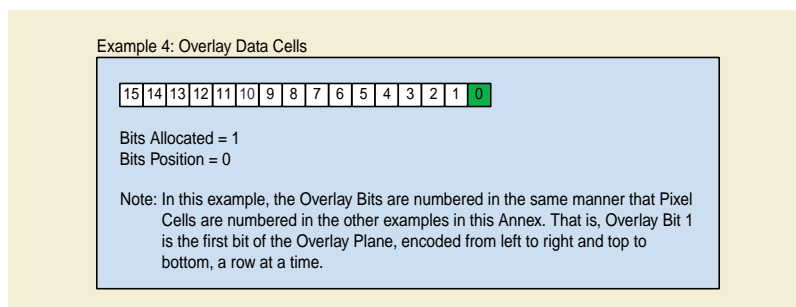 Example 4: Overlay Data Cells
15 14 13 12 11 10 9 8 7 6 5 4 3 2 1 0
Bits Allocated = 1
Bits Position = 0
Note: In this example, the Overlay Bits are numbered in the same manner that Pixel
Cells are numbered in the other examples in this Annex. That is, Overlay Bit 1
is the first bit of the Overlay Plane, encoded from left to right and top to
bottom, a row at a time.